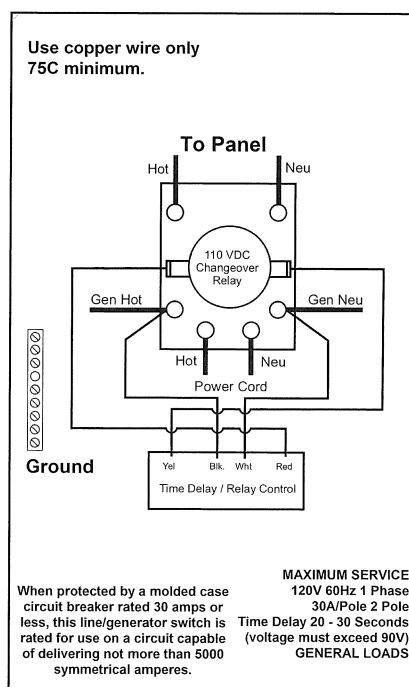 Use copper wire only
75C minimum.
To Panel
Hot
Neu
110 VDC
Changeover
Relay
Gen Hot
Gen Neu
Hot
Neu
Power Cord
Yel
Blk.
Wht
Red
Time Delay / Relay Control
Ground
When protected by a molded case
circuit breaker rated 30 amps or
less, this line/generator switch is
rated for use on a circuit capable
of delivering not more than 5000
symmetrical amperes.
MAXIMUM SERVICE
120V 60Hz 1 Phase
30A/Pole 2 Pole
Time Delay 20 - 30 Seconds
(voltage must exceed 90V)
GENERAL LOADS